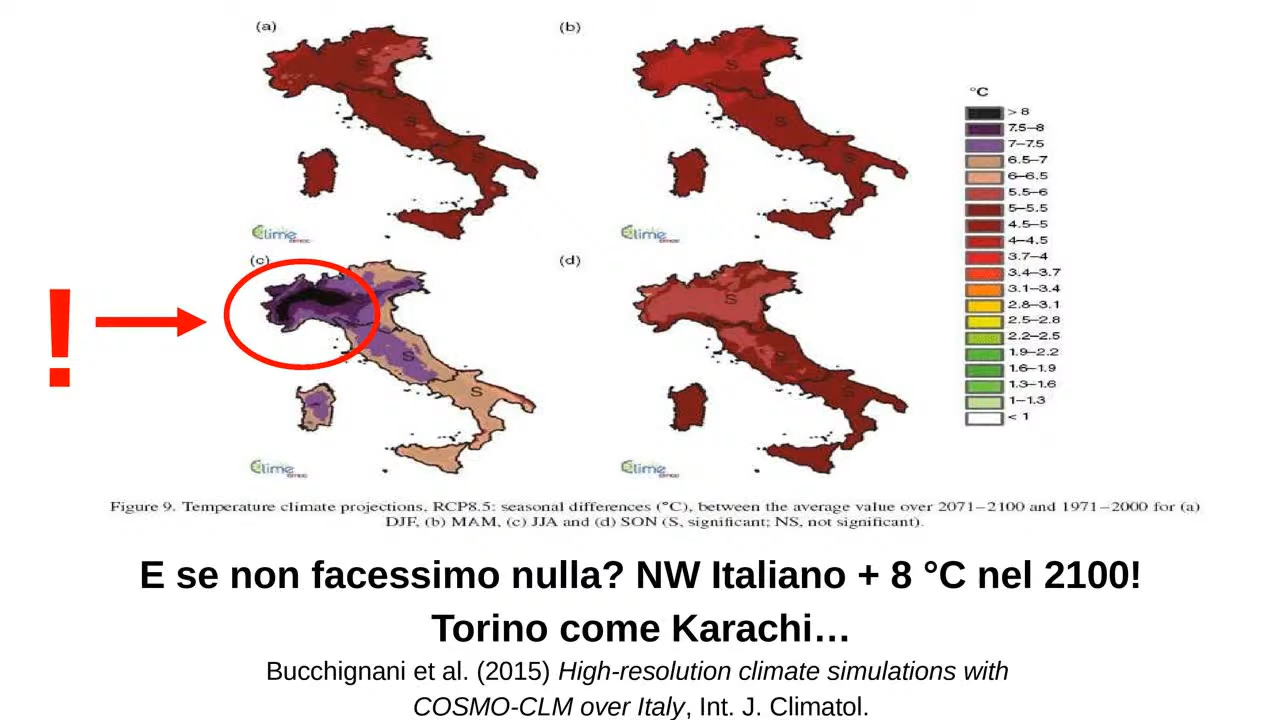 (a)
(b)
°C
> 8
7.5–8
7–7.5
6.5–7
6–6.5
5.5–6
5–5.5
4.5–5
4–4.5
3.7–4
3.4–3.7
3.1–3.4
2.8–3.1
2.5–2.8
2.2–2.5
1.9–2.2
1.6–1.9
1.3–1.6
1–1.3
< 1
S
S
S
S
S
S
Clime
Clime
(c)
(d)
!
S
S
S
S
S
Clime
Clime
Figure 9. Temperature climate projections, RCP8.5: seasonal differences (°C), between the average value over 2071–2100 and 1971–2000 for (a)
DJF, (b) MAM, (c) JJA and (d) SON (S, significant; NS, not significant).
E se non facessimo nulla? NW Italiano + 8 °C nel 2100!
Torino come Karachi…
Bucchignani et al. (2015) High-resolution climate simulations with
COSMO-CLM over Italy, Int. J. Climatol.